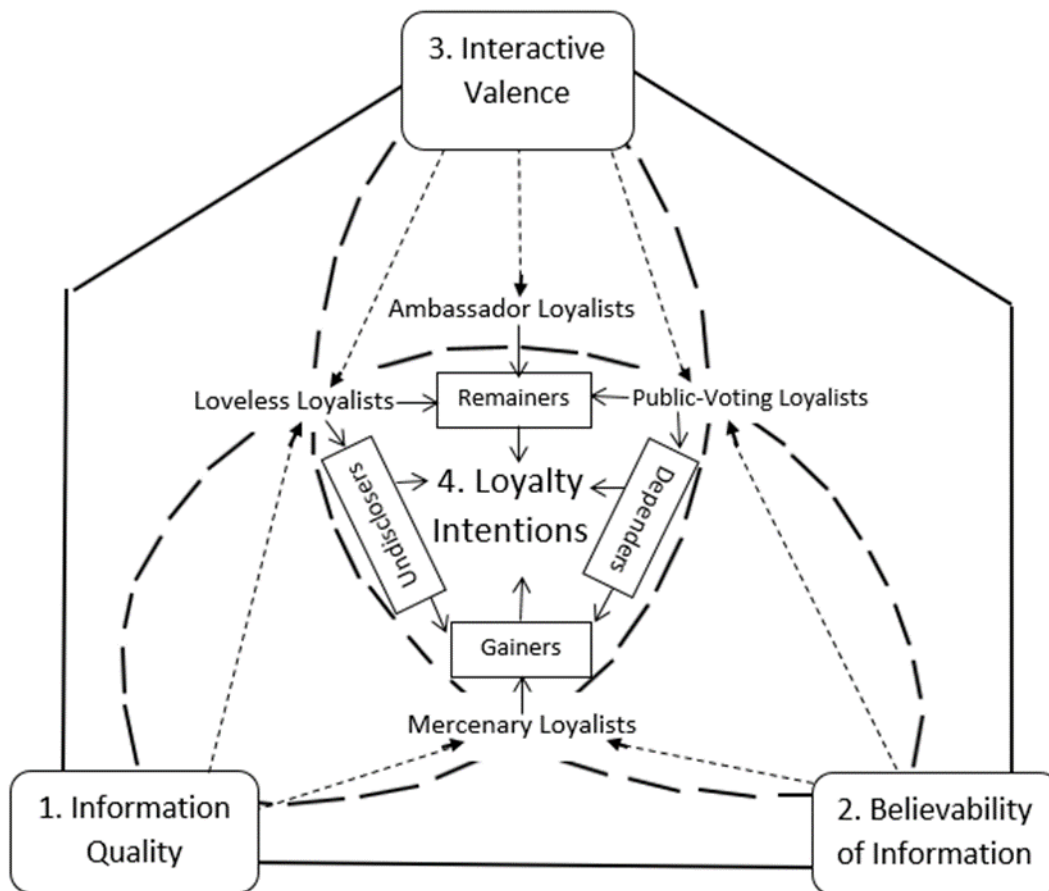 3. Interactive
Valence
Ambassador Loyalists
Loveless Loyalists
Remainers
Public-Voting Loyalists
Undisclosers
4. Loyalty
Intentions
Dependers
Gainers
Mercenary Loyalists
1. Information
Quality
2. Believability
of Information